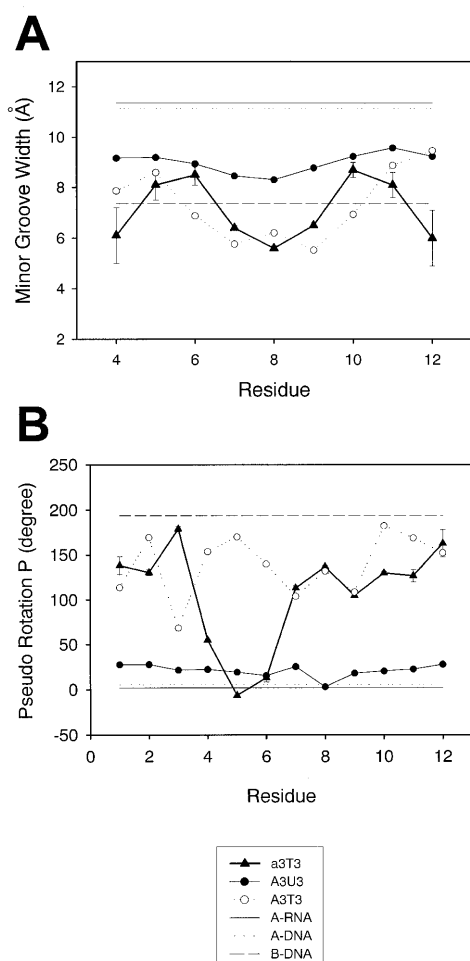 A
Minor Groove Width (Å)
12
10
8
6
4
2
4
6
8
10
12
Residue
B
Pseudo Rotation P (degree)
250
200
150
100
50
0
-50
0
2
4
6
8
10
12
Residue
a3T3
A3U3
A3T3
A-RNA
A-DNA
B-DNA